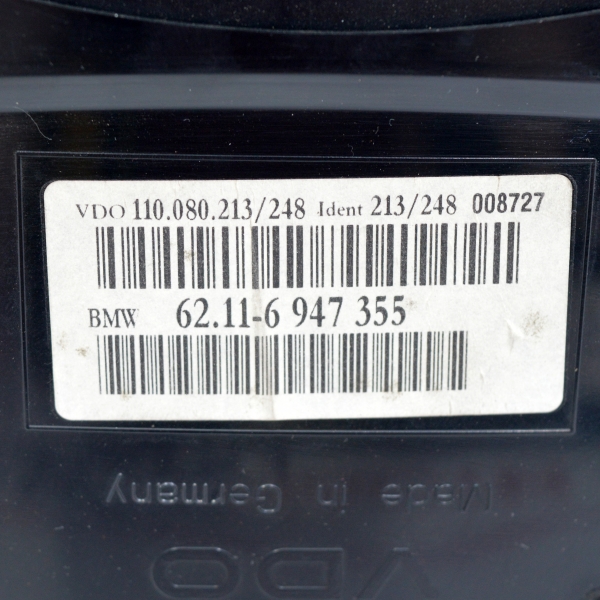 VDO 110.080.213/248 Ident 213/248 008727
BMW 62.11-6 947 355
Made in Germany
VDO